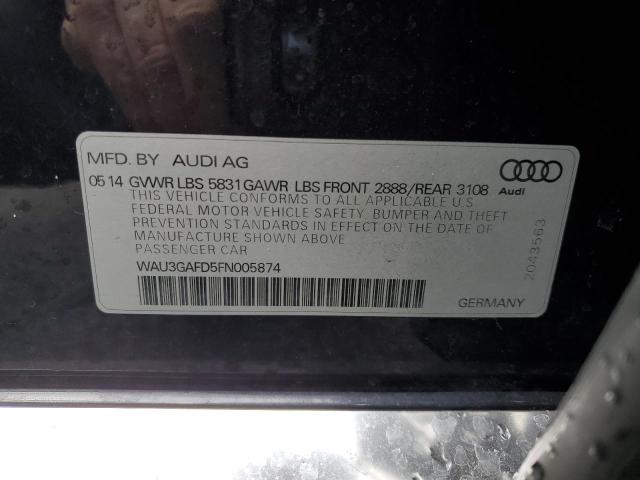 MFD. BY AUDI AG
05 14 GVWR LBS 5831 GAWR LBS FRONT 2888/REAR 3108
THIS VEHICLE CONFORMS TO ALL APPLICABLE U.S
FEDERAL MOTOR VEHICLE SAFETY, BUMPER AND THEFT
PREVENTION STANDARDS IN EFFECT ON THE DATE OF
MANUFACTURE SHOWN ABOVE
PASSENGER CAR
WAU3GAFD5FN005874
Audi
2043563
GERMANY